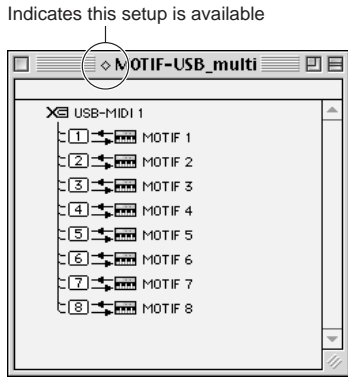 Indicates this setup is available
◇ MOTIF-USB_multi
USB-MIDI 1
1 MOTIF 1
2 MOTIF 2
3 MOTIF 3
4 MOTIF 4
5 MOTIF 5
6 MOTIF 6
7 MOTIF 7
8 MOTIF 8